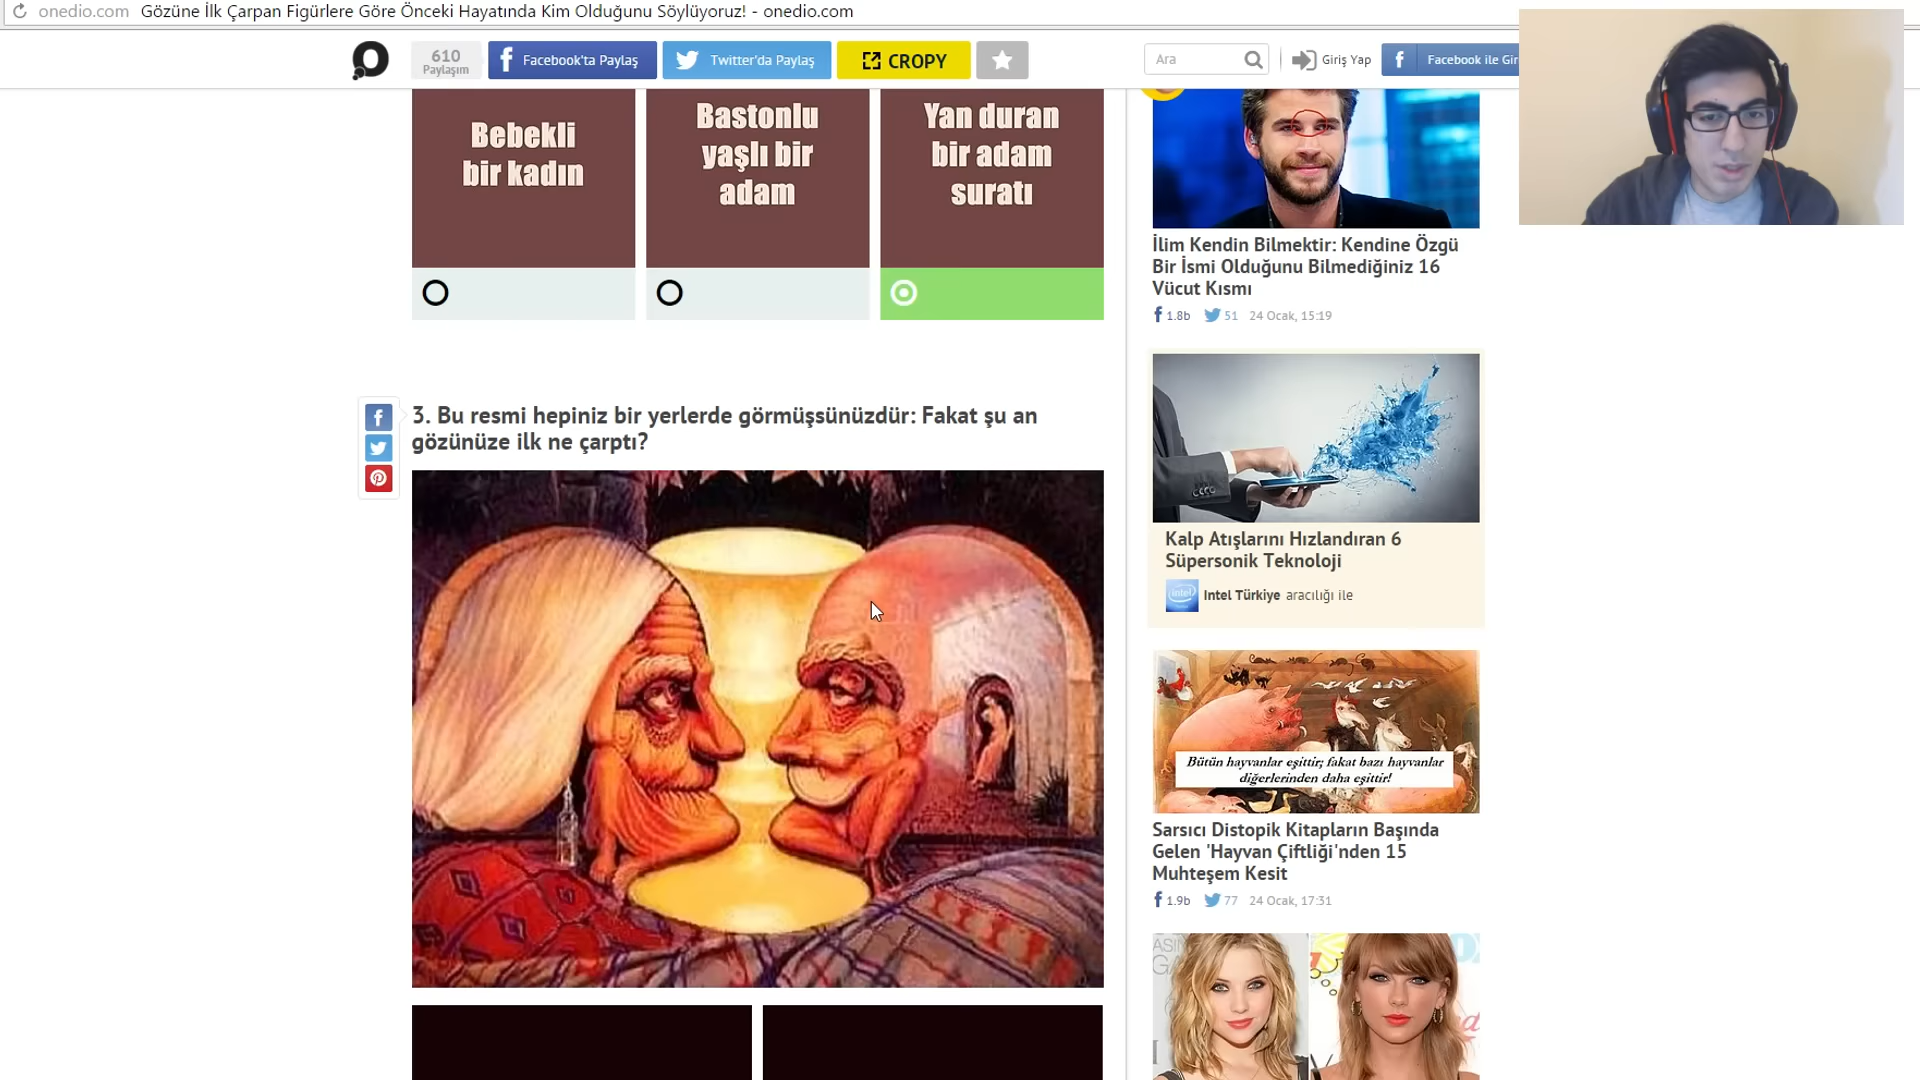 onedio.com Gözüne İlk Çarpan Figürlere Göre Önceki Hayatında Kim Olduğunu Söylüyoruz! - onedio.com
610
Paylaşım
Facebook'ta Paylaş
Twitter'da Paylaş
CROPY
Ara
Giriş Yap
Facebook ile Gir
Bebekli
bir kadın
Bastonlu
yaşlı bir
adam
Yan duran
bir adam
suratı
3. Bu resmi hepiniz bir yerlerde görmüşsünüzdür: Fakat şu an
gözünüze ilk ne çarptı?
İlim Kendin Bilmektir: Kendine Özgü
Bir İsmi Olduğunu Bilmediğiniz 16
Vücut Kısmı
1.8b 51 24 Ocak, 15:19
Kalp Atışlarını Hızlandıran 6
Süpersonik Teknoloji
intel
Intel Türkiye aracılığı ile
Bütün hayvanlar eşittir; fakat bazı hayvanlar
diğerlerinden daha eşittir!
Sarsıcı Distopik Kitapların Başında
Gelen 'Hayvan Çiftliği'nden 15
Muhteşem Kesit
1.9b 77 24 Ocak, 17:31